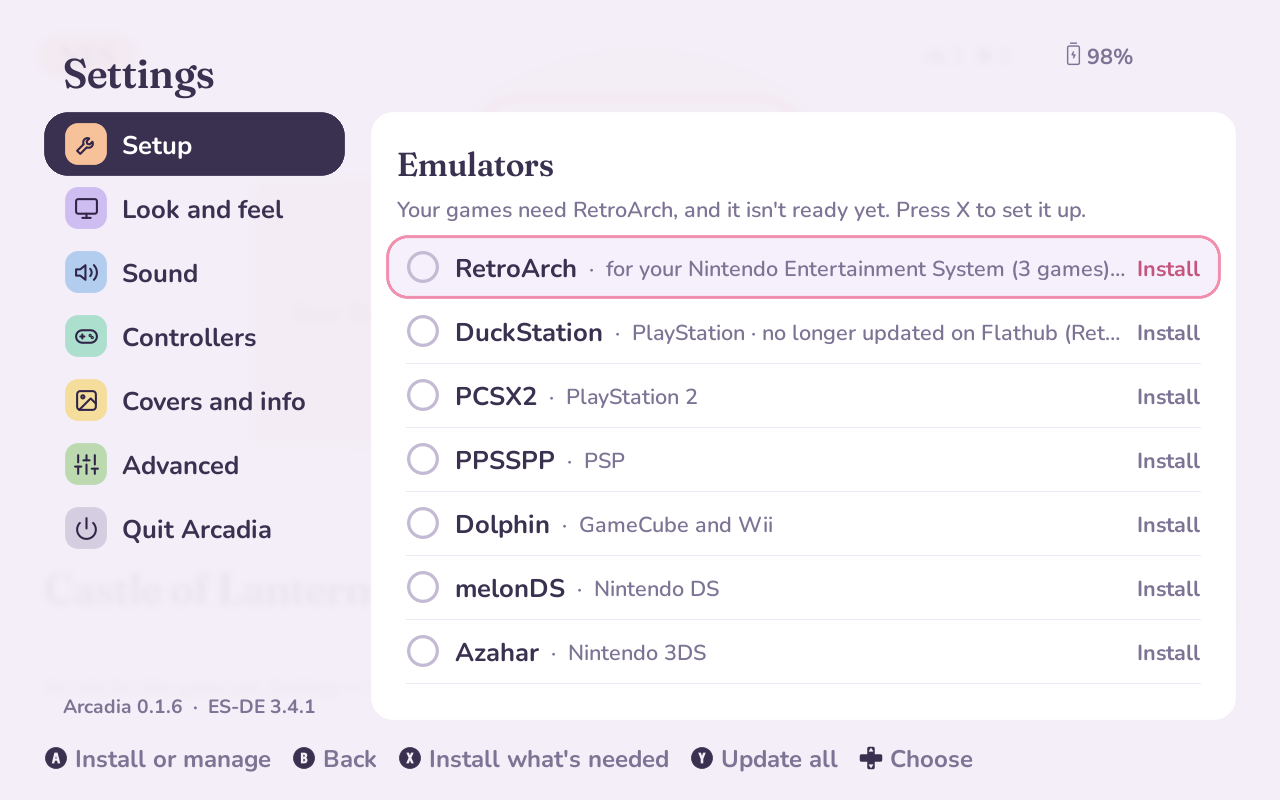 98%
Settings
Setup
Look and feel
Sound
Controllers
Covers and info
Advanced
Quit Arcadia
Castle of Lantern
Arcadia 0.1.6 · ES-DE 3.4.1
Emulators
Your games need RetroArch, and it isn't ready yet. Press X to set it up.
RetroArch · for your Nintendo Entertainment System (3 games)... Install
DuckStation · PlayStation · no longer updated on Flathub (Ret... Install
PCSX2 · PlayStation 2 Install
PPSSPP · PSP Install
Dolphin · GameCube and Wii Install
melonDS · Nintendo DS Install
Azahar · Nintendo 3DS Install
A Install or manage B Back X Install what's needed Y Update all Choose